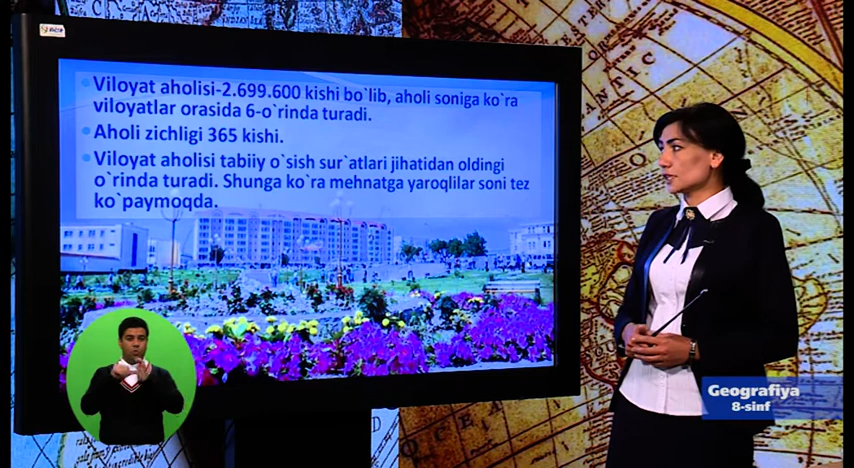 Viloyat aholisi-2.699.600 kishi bo`lib, aholi soniga ko`ra
viloyatlar orasida 6-o`rinda turadi.
Aholi zichligi 365 kishi.
Viloyat aholisi tabiiy o`sish sur`atlari jihatidan oldingi
o`rinda turadi. Shunga ko`ra mehnatga yaroqlilar soni tez
ko`paymoqda.
Geografiya
8-sinf